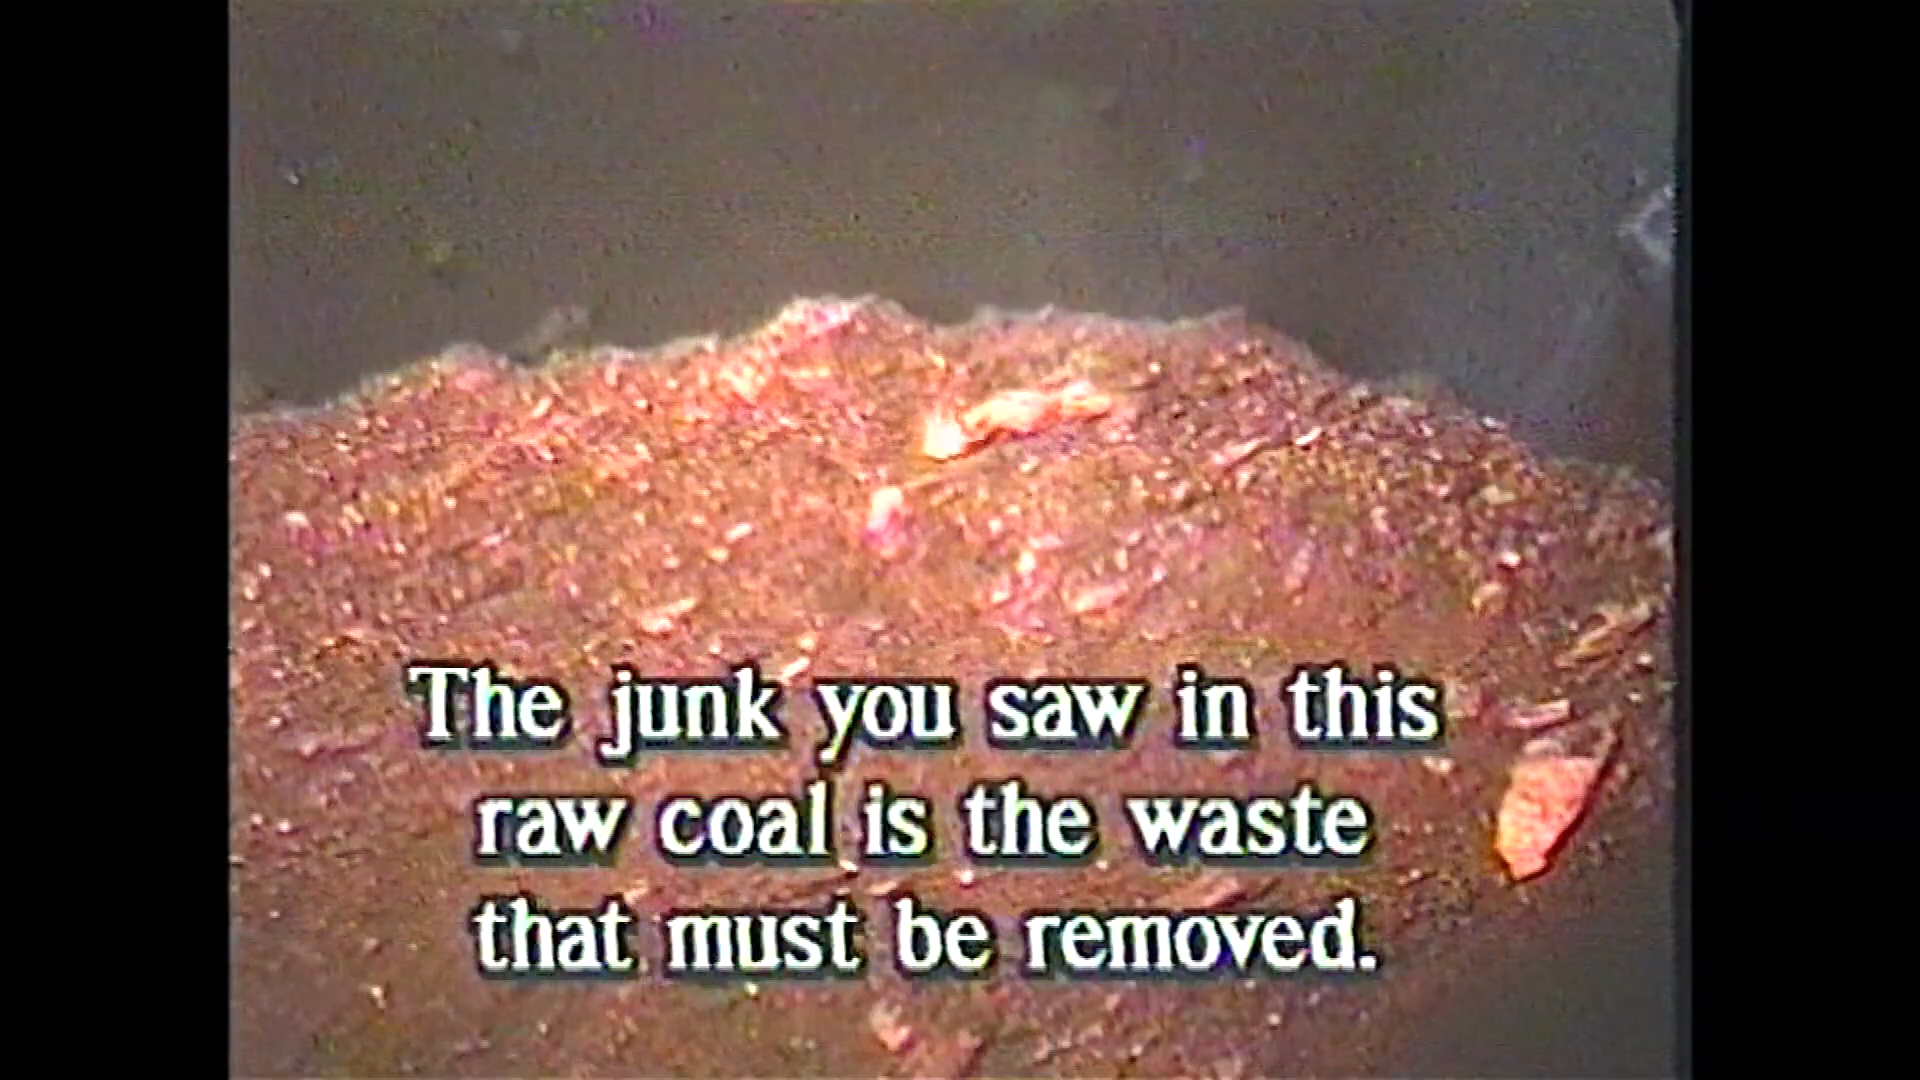 The junk you saw in this
raw coal is the waste
that must be removed.